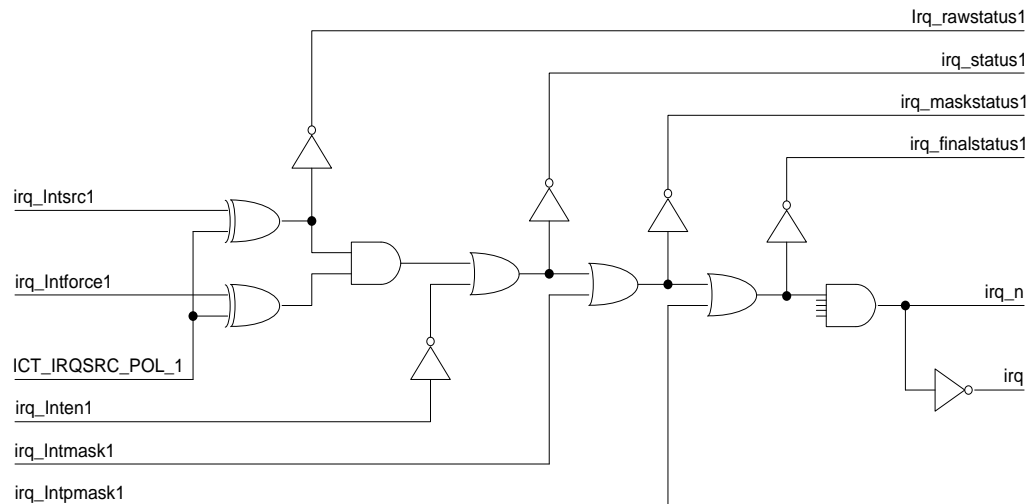 Irq_rawstatus1
irq_status1
irq_maskstatus1
irq_finalstatus1
irq_Intsrc1
irq_Intforce1
irq_n
ICT_IRQSRC_POL_1
irq
irq_Inten1
irq_Intmask1
irq_Intpmask1